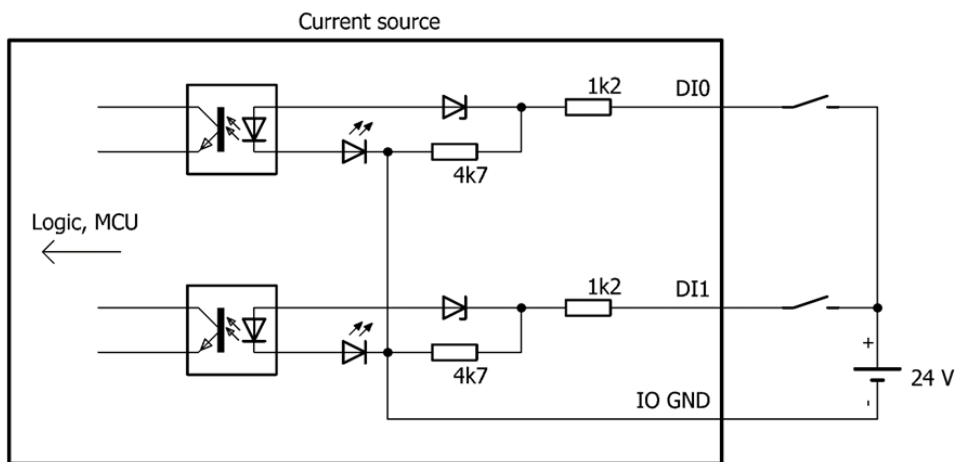 Current source
1k2
DI0
4k7
Logic, MCU
1k2
DI1
4k7
+
24 V
IO GND
-